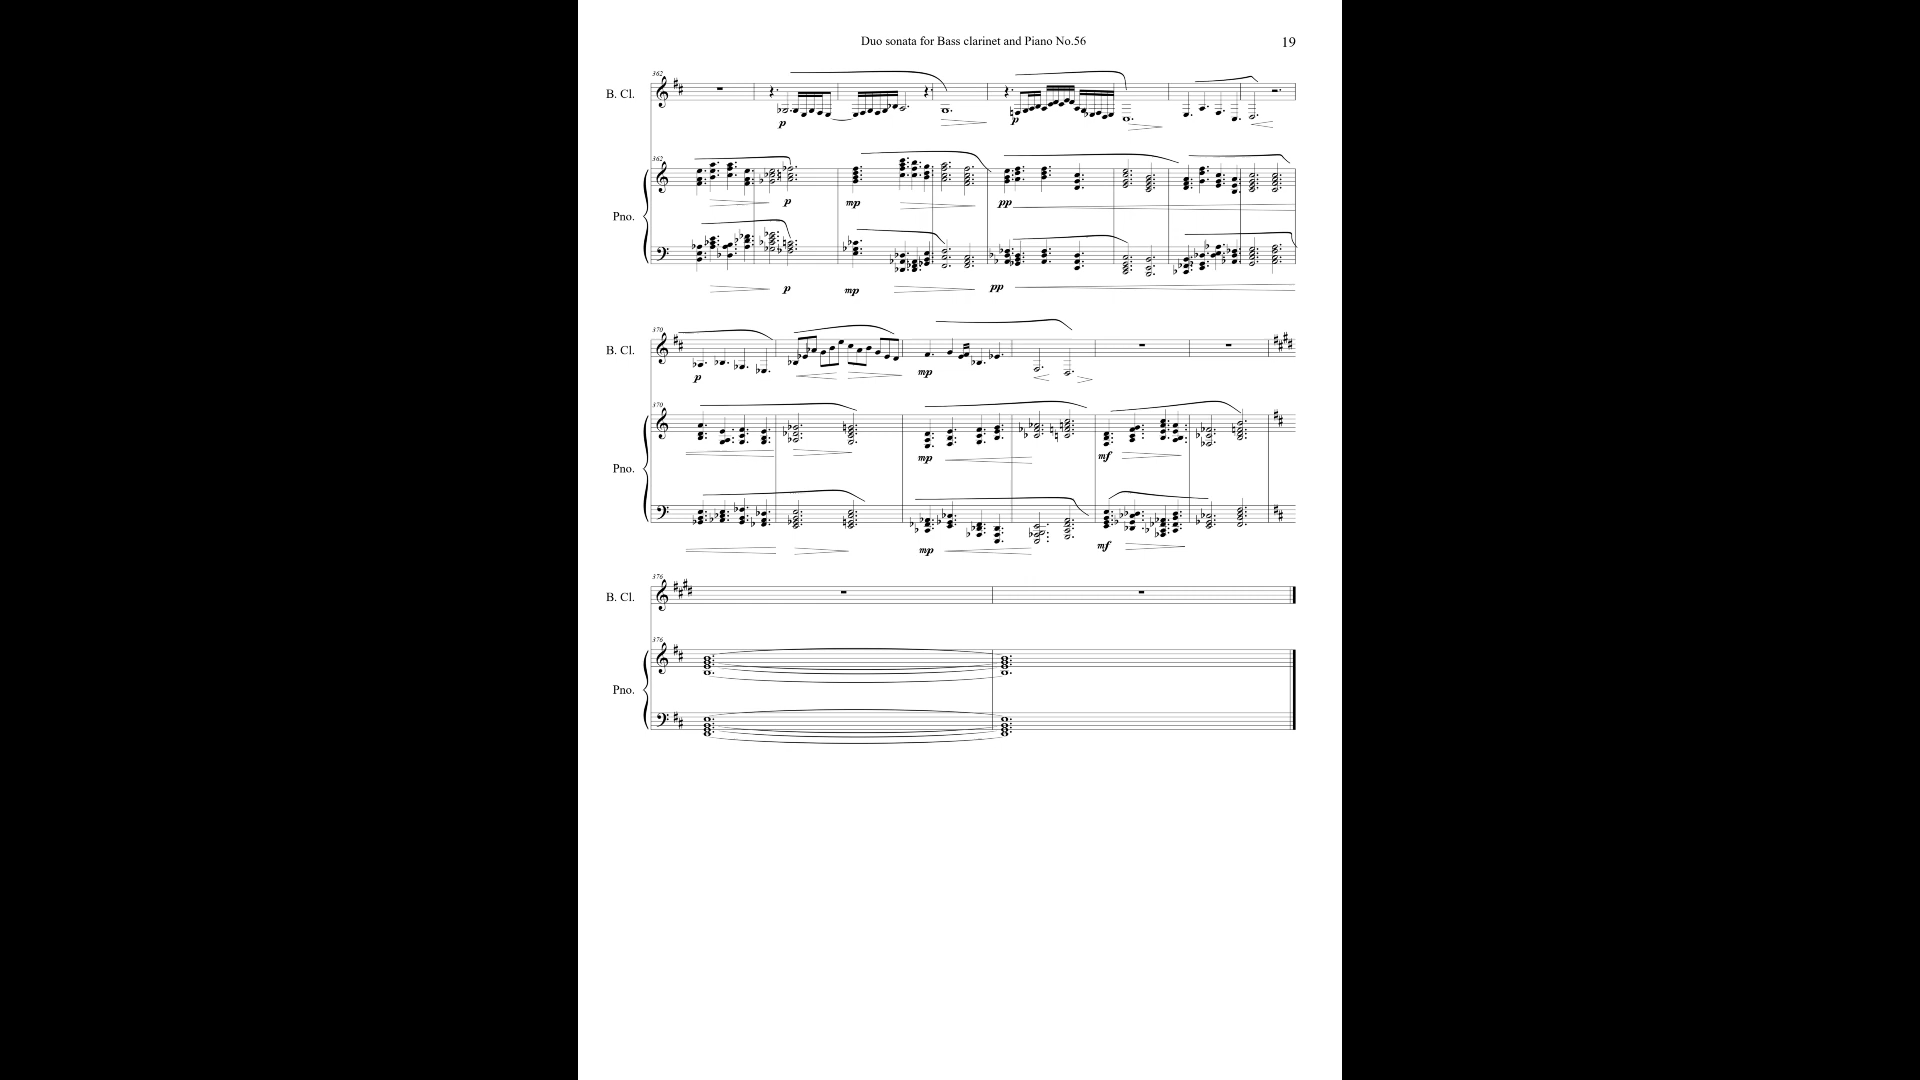 Duo sonata for Bass clarinet and Piano No.56
19
362
B. Cl.
p
p
362
p
mp
pp
Pno.
p
mp
pp
370
B. Cl.
p
mp
370
mp
mf
Pno.
mp
mf
376
B. Cl.
376
Pno.